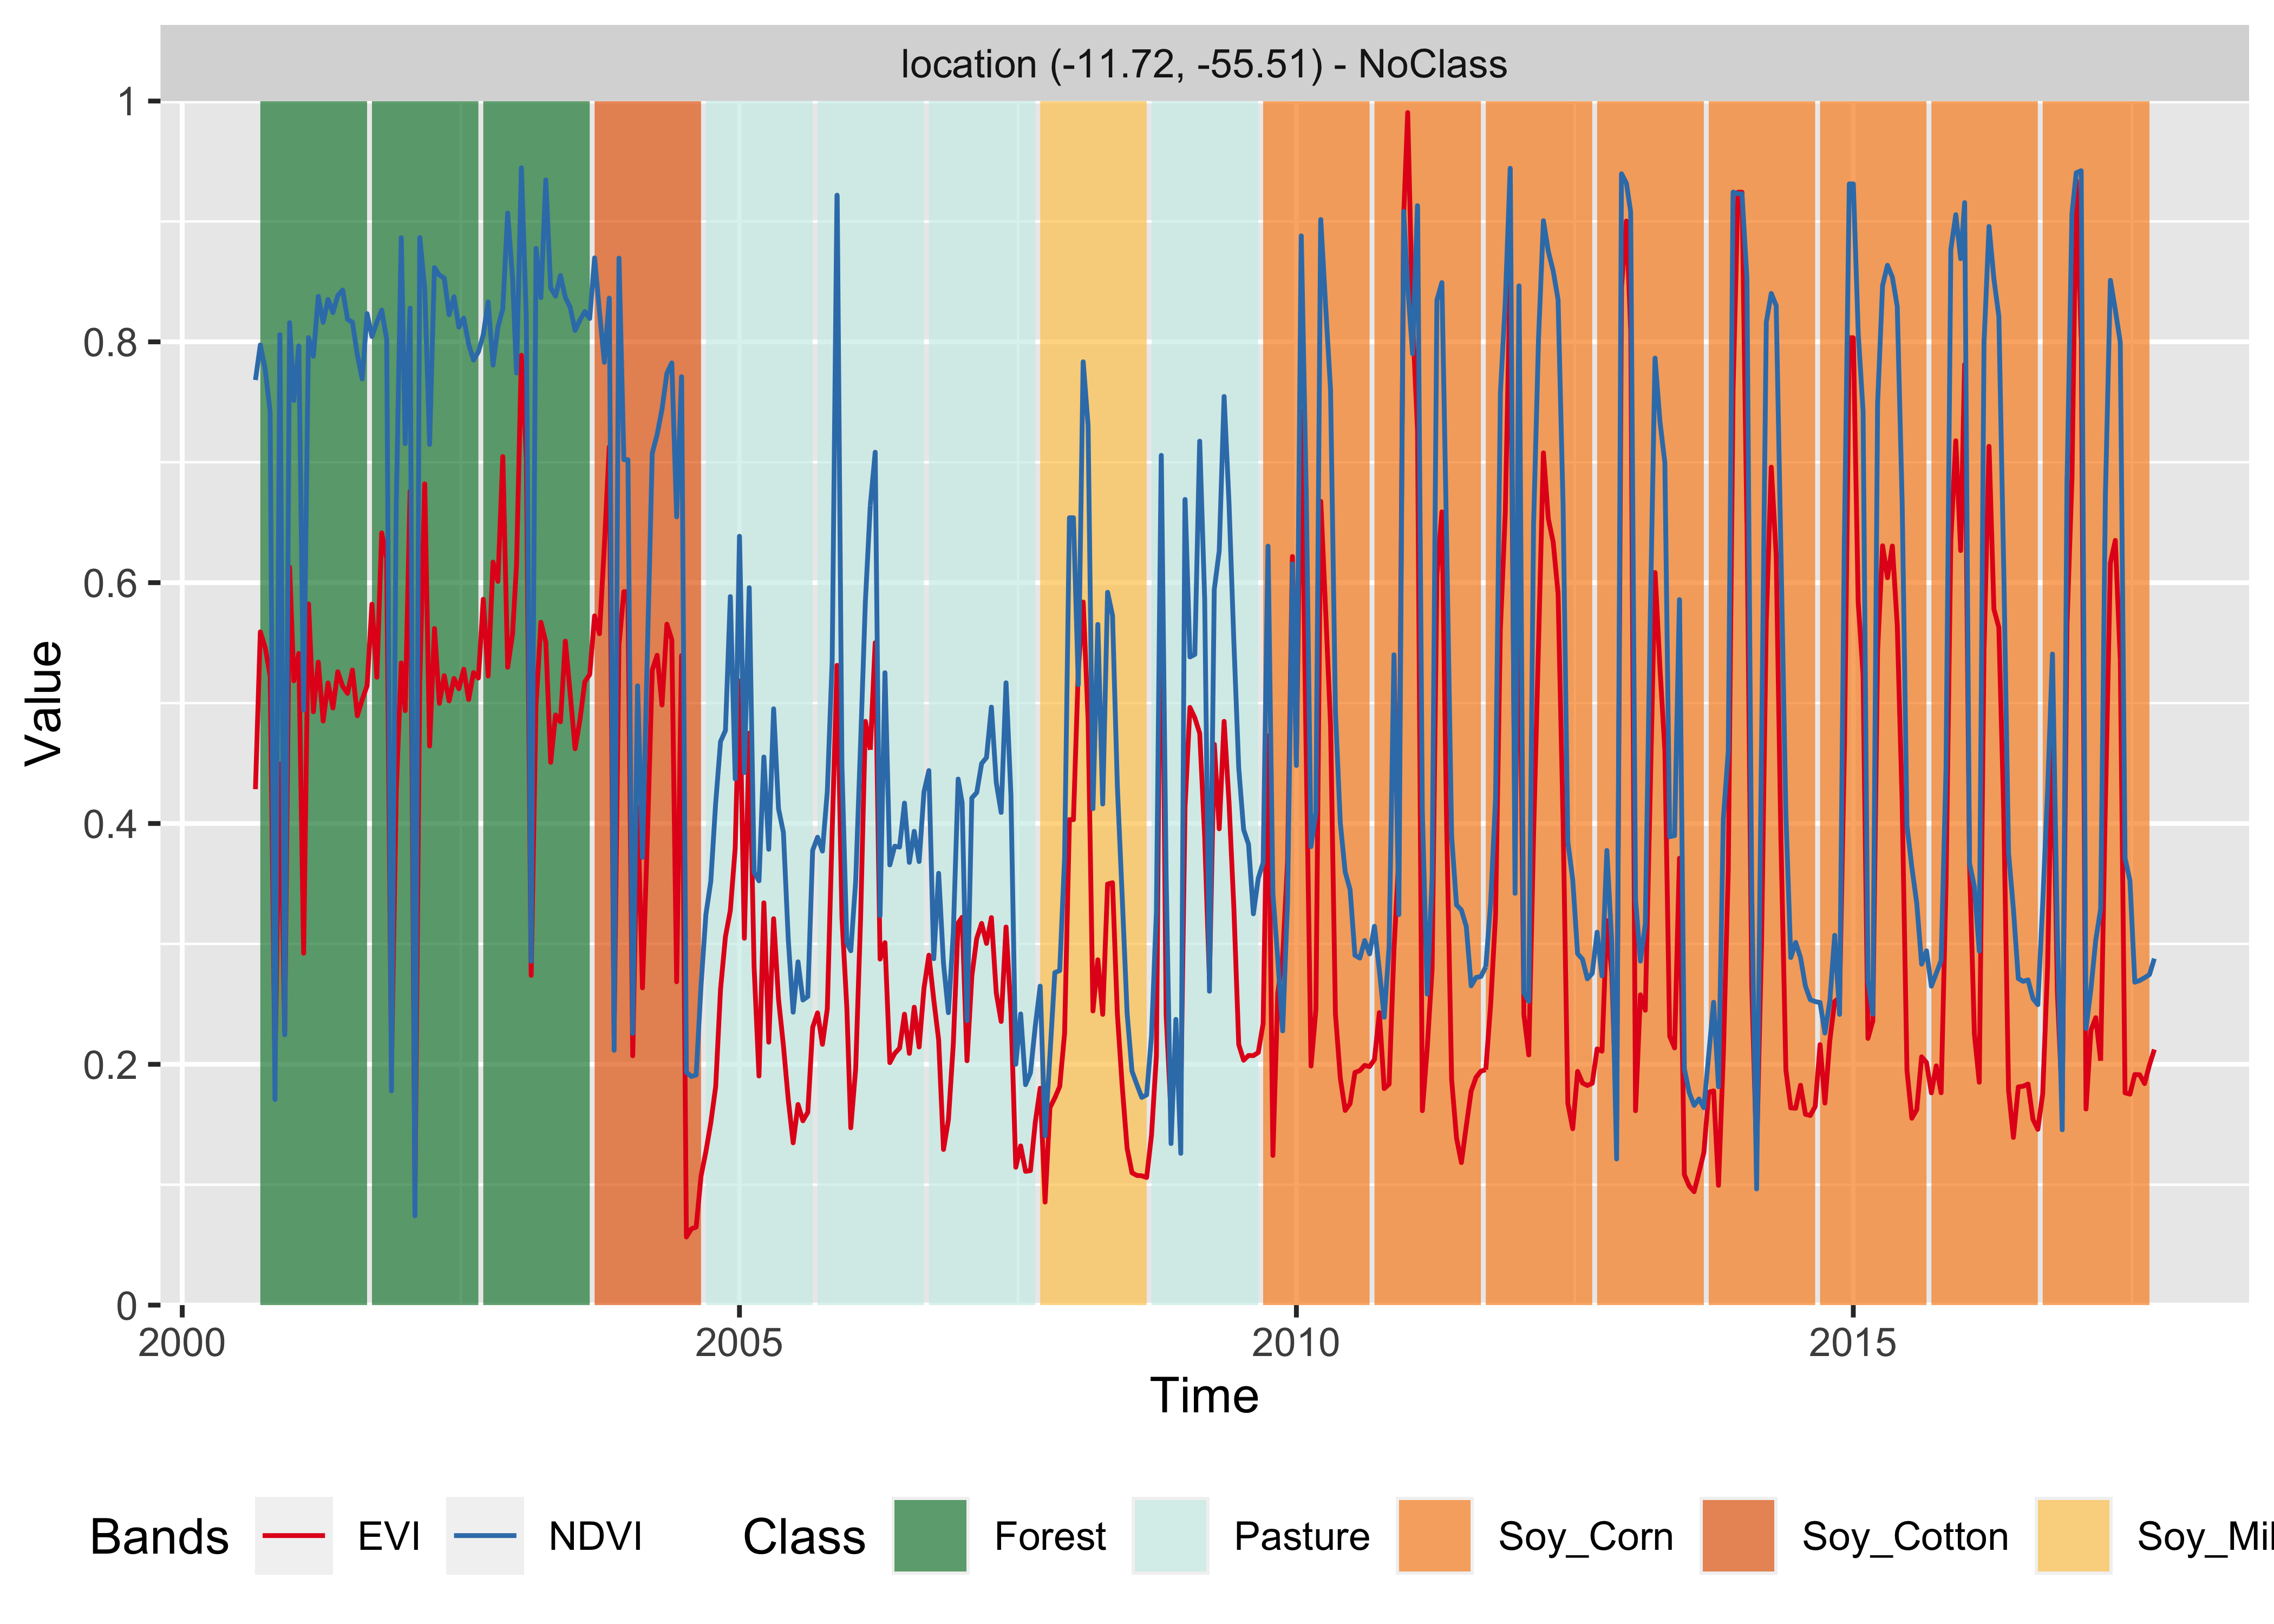 location (-11.72, -55.51) - NoClass
1
0.8
0.6
0.4
0.2
0
Value
2000 2005 2010 2015
Time
Bands EVI NDVI Class Forest Pasture Soy_Corn Soy_Cotton Soy_Mil